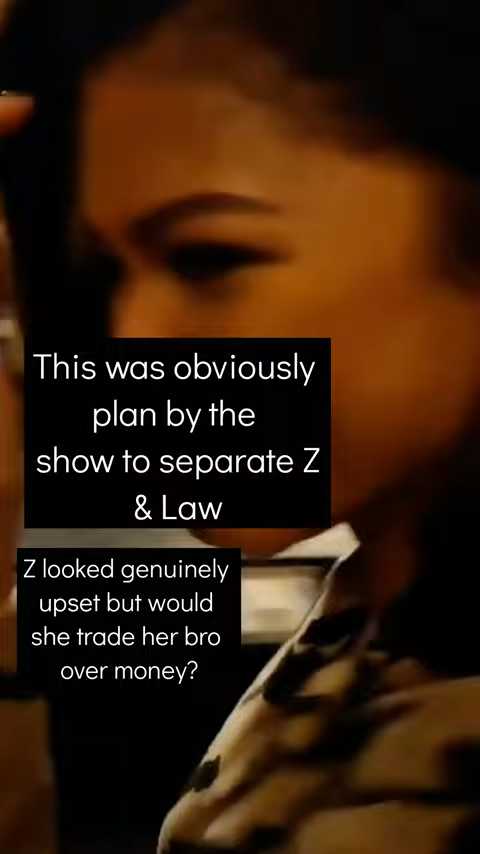 This was obviously
plan by the
show to separate Z
& Law
Z looked genuinely
upset but would
she trade her bro
over money?